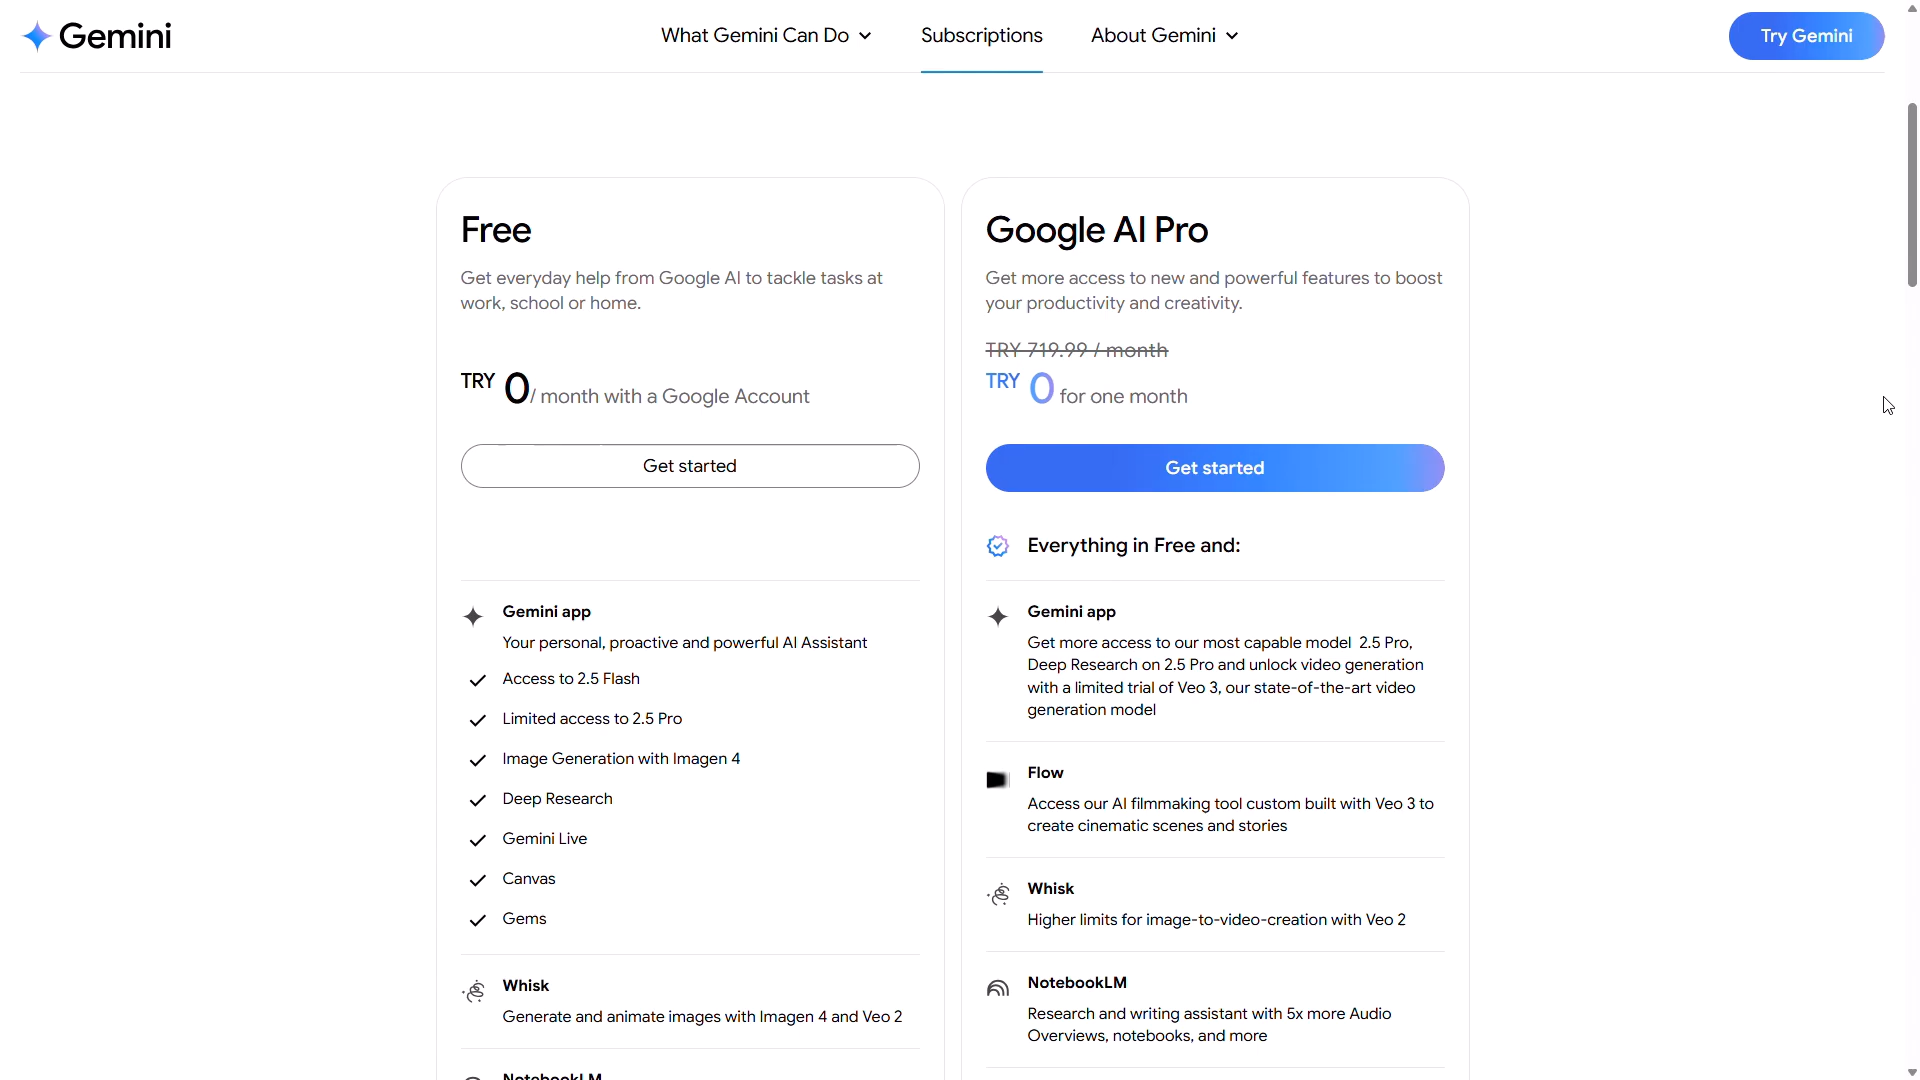 Gemini
What Gemini Can Do
Subscriptions
About Gemini
Try Gemini
Free
Get everyday help from Google AI to tackle tasks at
work, school or home.
TRY 0/ month with a Google Account
Get started
Gemini app
Your personal, proactive and powerful AI Assistant
Access to 2.5 Flash
Limited access to 2.5 Pro
Image Generation with Imagen 4
Deep Research
Gemini Live
Canvas
Gems
Whisk
Generate and animate images with Imagen 4 and Veo 2
NotebookLM
Google AI Pro
Get more access to new and powerful features to boost
your productivity and creativity.
TRY 719.99 / month
TRY 0 for one month
Get started
Everything in Free and:
Gemini app
Get more access to our most capable model 2.5 Pro,
Deep Research on 2.5 Pro and unlock video generation
with a limited trial of Veo 3, our state-of-the-art video
generation model
Flow
Access our AI filmmaking tool custom built with Veo 3 to
create cinematic scenes and stories
Whisk
Higher limits for image-to-video-creation with Veo 2
NotebookLM
Research and writing assistant with 5x more Audio
Overviews, notebooks, and more